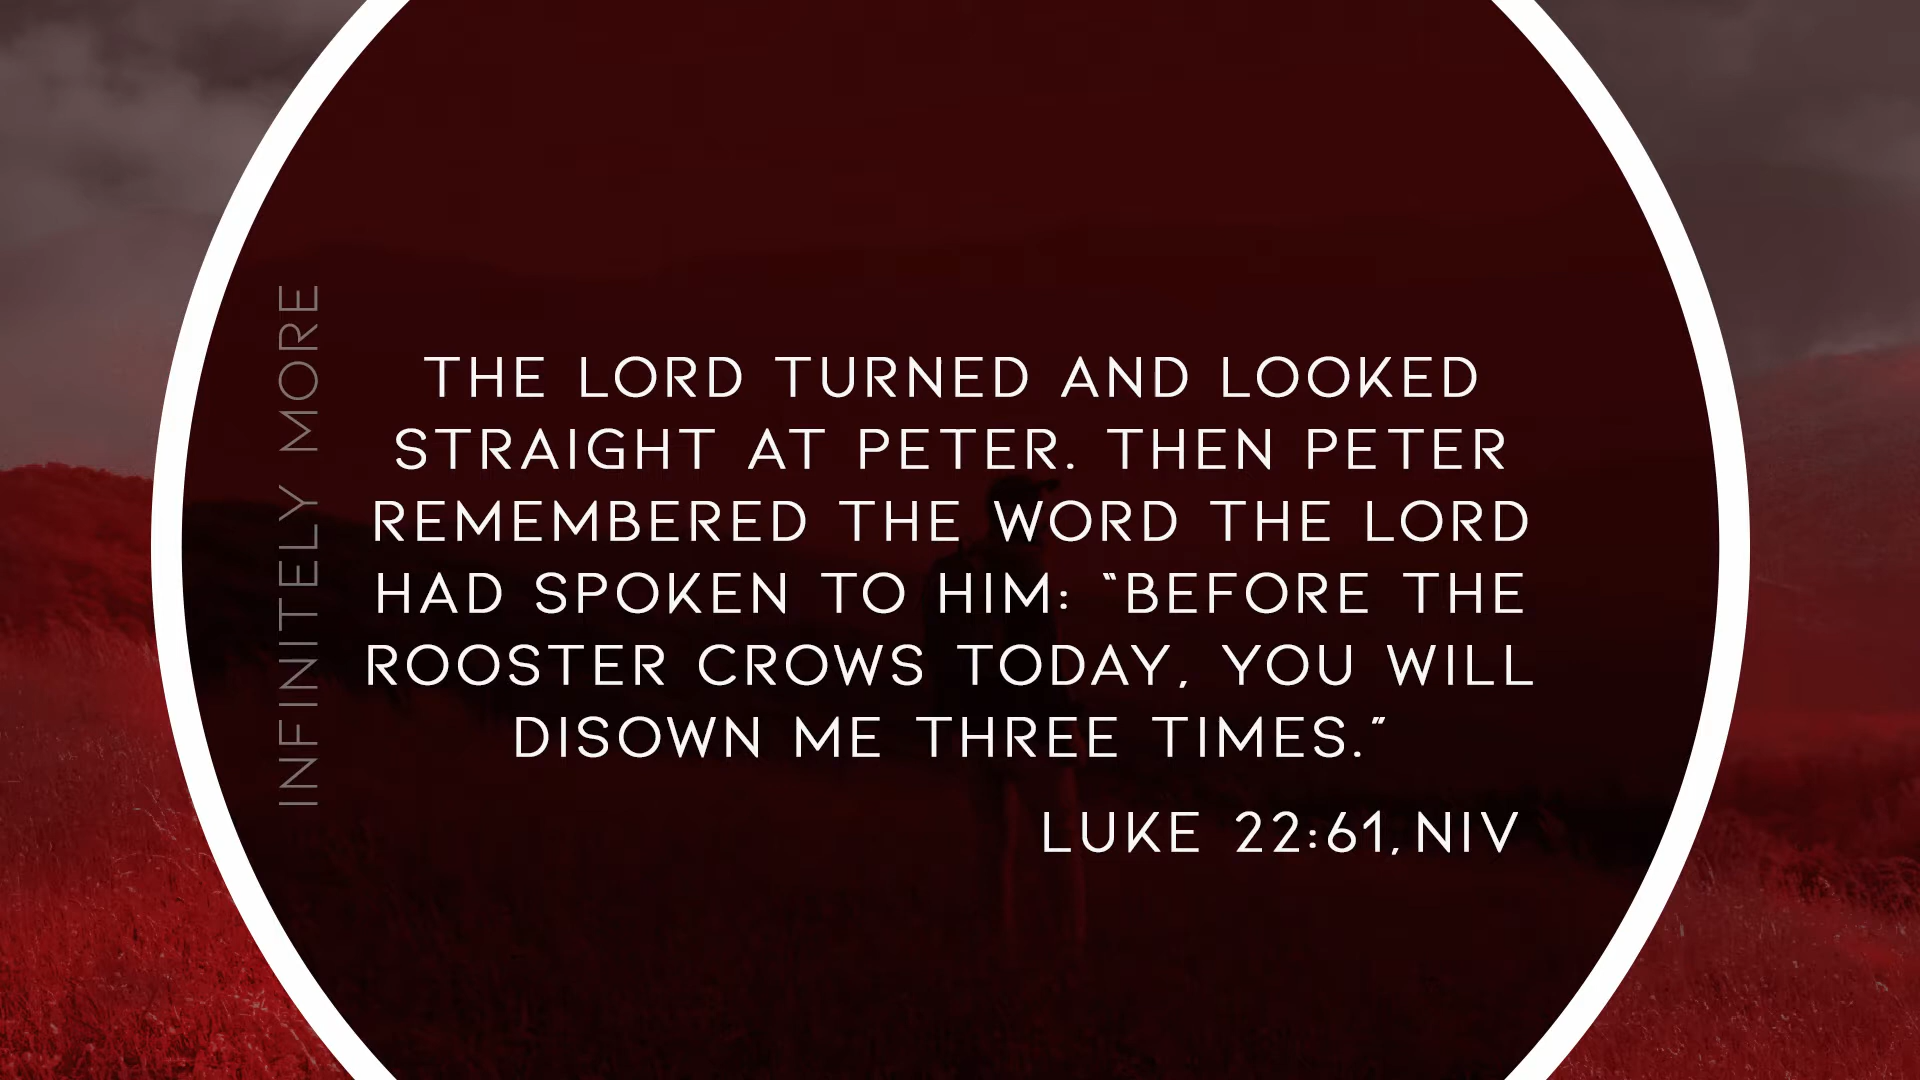 INFINITELY MORE
THE LORD TURNED AND LOOKED
STRAIGHT AT PETER. THEN PETER
REMEMBERED THE WORD THE LORD
HAD SPOKEN TO HIM: “BEFORE THE
ROOSTER CROWS TODAY, YOU WILL
DISOWN ME THREE TIMES.”
LUKE 22:61, NIV